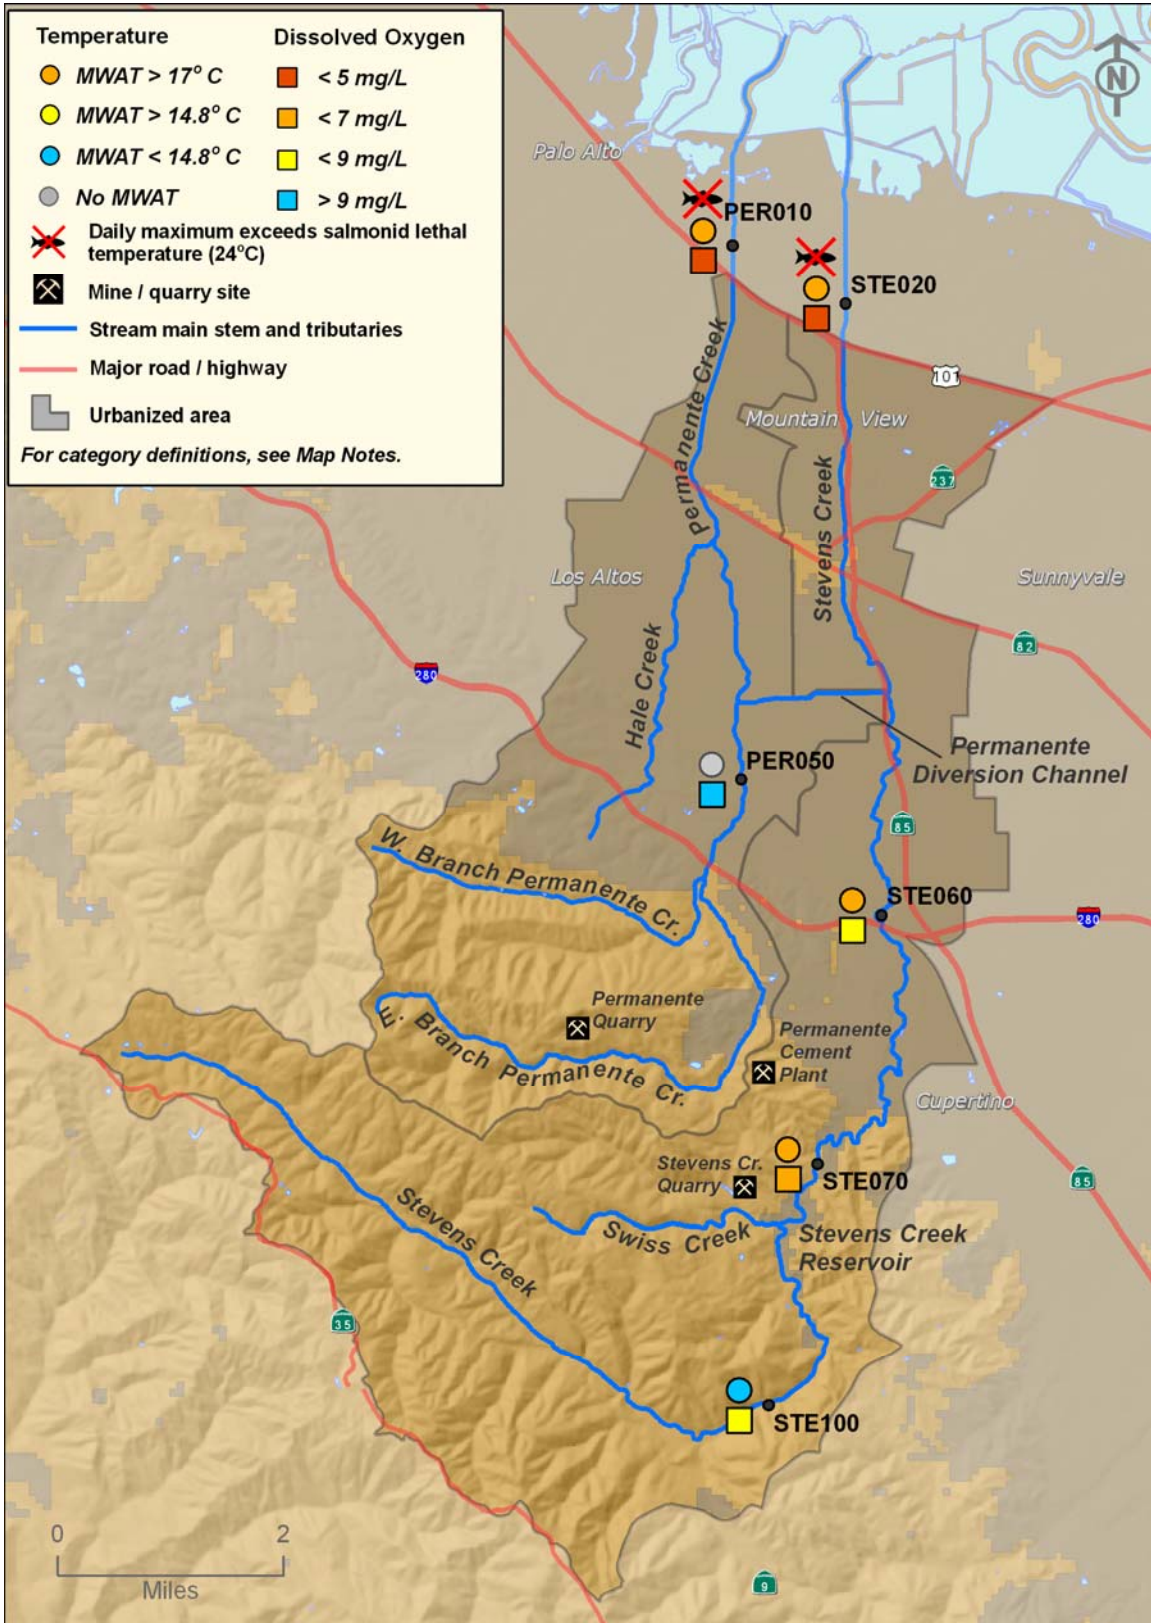 Temperature
Dissolved Oxygen
MWAT > 17° C
< 5 mg/L
MWAT > 14.8° C
< 7 mg/L
MWAT < 14.8° C
< 9 mg/L
No MWAT
> 9 mg/L
Daily maximum exceeds salmonid lethal
temperature (24°C)
Mine / quarry site
Stream main stem and tributaries
Major road / highway
Urbanized area
For category definitions, see Map Notes.
N
Palo Alto
PER010
STE020
101
Permanente Creek
Mountain View
237
Stevens Creek
Los Altos
Sunnyvale
82
280
Hale Creek
Permanente
Diversion Channel
PER050
85
W. Branch Permanente Cr.
STE060
280
Permanente
Quarry
E. Branch Permanente Cr.
Permanente
Cement
Plant
Cupertino
Stevens Cr.
Quarry
STE070
85
Stevens Creek
Swiss Creek
Stevens Creek
Reservoir
35
STE100
0 2
Miles
9